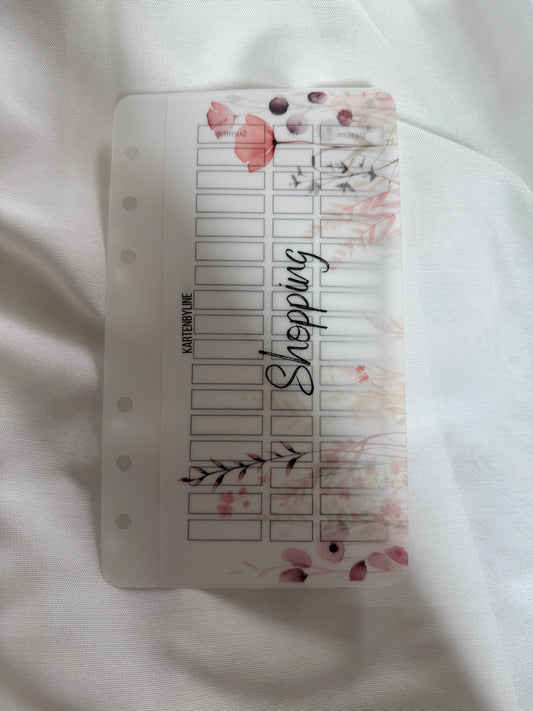 Shopping
KARTENBYLINE
Datum
+/-
Summe